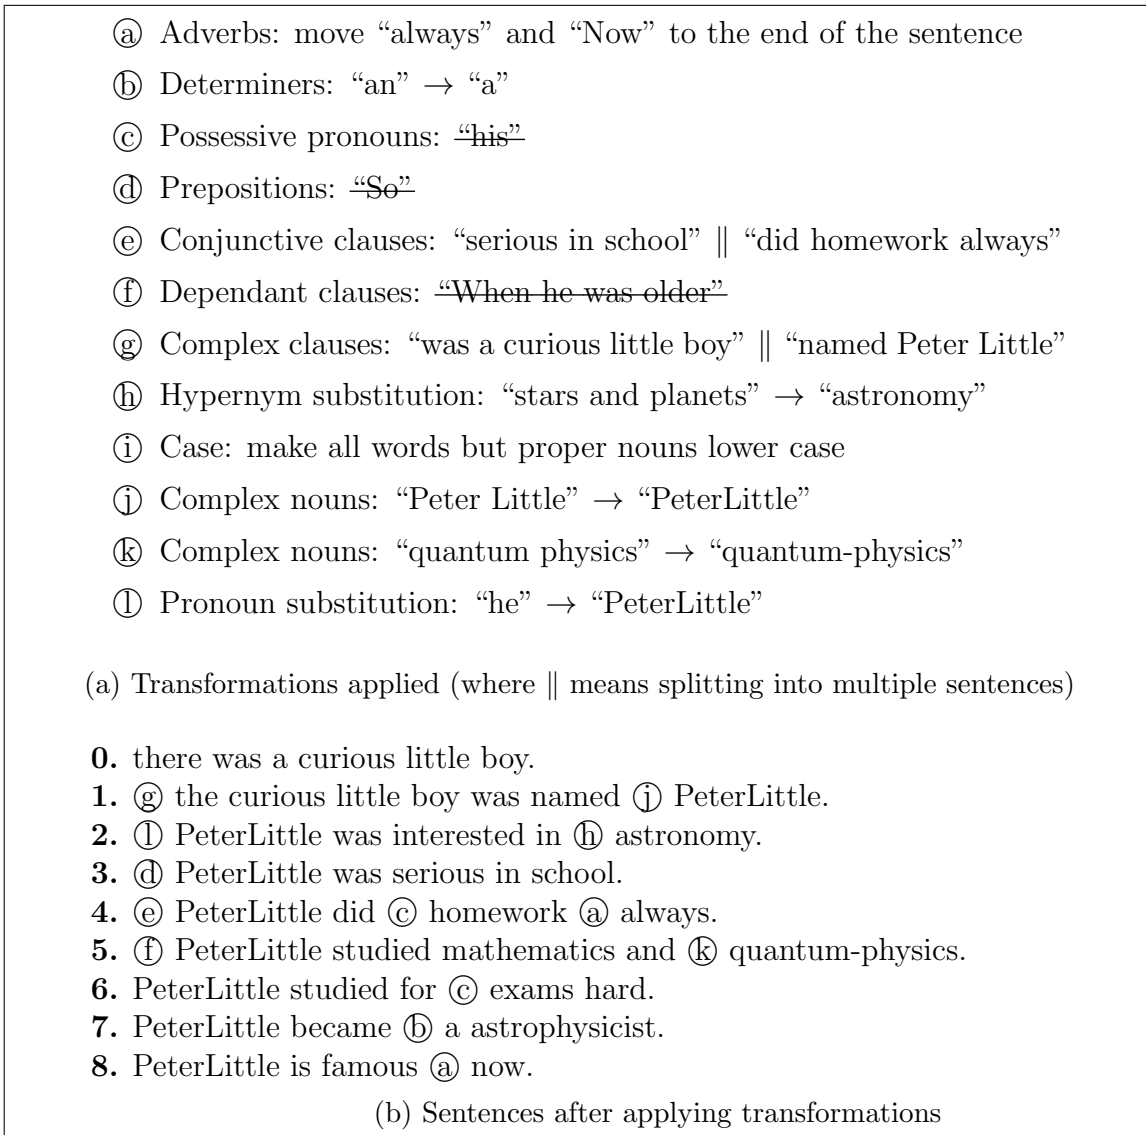 ⓐ Adverbs: move “always” and “Now” to the end of the sentence
ⓑ Determiners: “an” → “a”
ⓒ Possessive pronouns: “his”
ⓓ Prepositions: “So”
ⓔ Conjunctive clauses: “serious in school” ∥ “did homework always”
ⓕ Dependant clauses: “When he was older”
ⓖ Complex clauses: “was a curious little boy” ∥ “named Peter Little”
ⓗ Hypernym substitution: “stars and planets” → “astronomy”
ⓘ Case: make all words but proper nouns lower case
ⓙ Complex nouns: “Peter Little” → “PeterLittle”
ⓚ Complex nouns: “quantum physics” → “quantum-physics”
ⓛ Pronoun substitution: “he” → “PeterLittle”
(a) Transformations applied (where ∥ means splitting into multiple sentences)
0. there was a curious little boy.
1. ⓖ the curious little boy was named ⓙ PeterLittle.
2. ⓛ PeterLittle was interested in ⓗ astronomy.
3. ⓓ PeterLittle was serious in school.
4. ⓔ PeterLittle did ⓒ homework ⓐ always.
5. ⓕ PeterLittle studied mathematics and ⓚ quantum-physics.
6. PeterLittle studied for ⓒ exams hard.
7. PeterLittle became ⓑ a astrophysicist.
8. PeterLittle is famous ⓐ now.
(b) Sentences after applying transformations